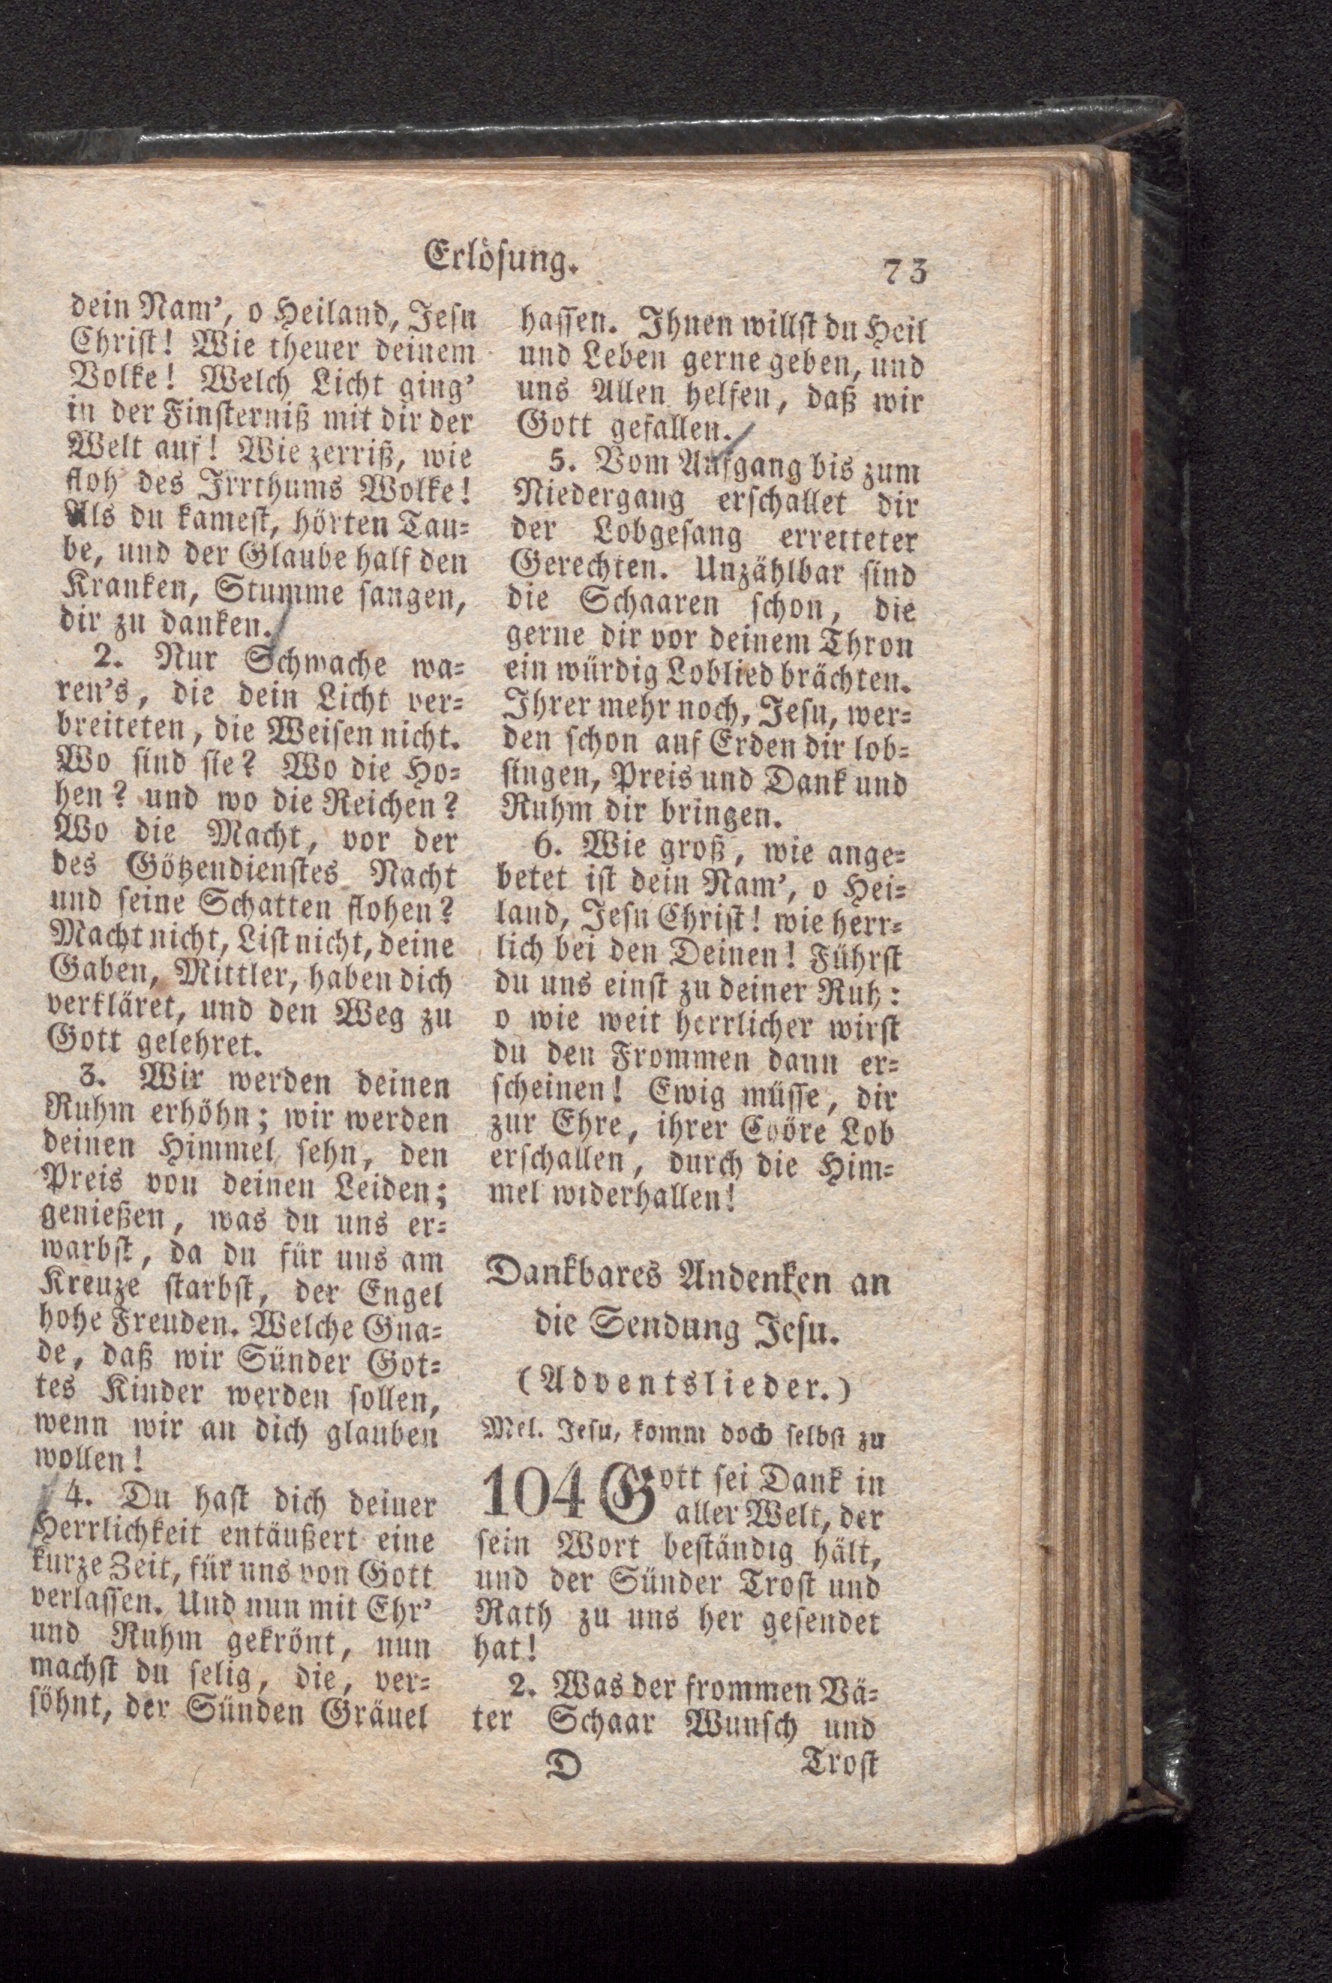 Erlösung.
73
dein Nam', o Heiland, Jesu
Christ! Wie theuer deinem
Volke! Welch Licht ging'
in der Finsterniß mit dir der
Welt auf! Wie zerriß, wie
floh des Irrthums Wolke!
Als du kamest, hörten Tau-
be, und der Glaube half den
Kranken, Stumme sangen,
dir zu danken.
2. Nur Schwache wa-
ren's, die dein Licht ver-
breiteten, die Weisen nicht.
Wo sind sie? Wo die Ho-
hen? und wo die Reichen?
Wo die Macht, vor der
des Götzendienstes Nacht
und seine Schatten flohen?
Macht nicht, List nicht, deine
Gaben, Mittler, haben dich
verkläret, und den Weg zu
Gott gelehret.
3. Wir werden deinen
Ruhm erhöhn; wir werden
deinen Himmel sehn, den
Preis von deinen Leiden;
genießen, was du uns er-
warbst, da du für uns am
Kreuze starbst, der Engel
hohe Freuden. Welche Gna-
de, daß wir Sünder Got-
tes Kinder werden sollen,
wenn wir an dich glauben
wollen!
4. Du hast dich deiner
Herrlichkeit entäußert eine
kurze Zeit, für uns von Gott
verlassen. Und nun mit Ehr'
und Ruhm gekrönt, nun
machst du selig, die, ver-
söhnt, der Sünden Gräuel
hassen. Ihnen willst du Heil
und Leben gerne geben, und
uns Allen helfen, daß wir
Gott gefallen.
5. Vom Aufgang bis zum
Niedergang erschallet dir
der Lobgesang erretteter
Gerechten. Unzählbar sind
die Schaaren schon, die
gerne dir vor deinem Thron
ein würdig Loblied brächten.
Ihrer mehr noch, Jesu, wer-
den schon auf Erden dir lob-
singen, Preis und Dank und
Ruhm dir bringen.
6. Wie groß, wie ange-
betet ist dein Nam', o Hei-
land, Jesu Christ! wie herr-
lich bei den Deinen! Führst
du uns einst zu deiner Ruh:
o wie weit herrlicher wirst
du den Frommen dann er-
scheinen! Ewig müsse, dir
zur Ehre, ihrer Coöre Lob
erschallen, durch die Him-
mel widerhallen!
Dankbares Andenken an
die Sendung Jesu.
(Adventslieder.)
Mel. Jesu, komm doch selbst zu
104 Gott sei Dank in
aller Welt, der
sein Wort beständig hält,
und der Sünder Trost und
Rath zu uns her gesendet
hat!
2. Was der frommen Vä-
ter Schaar Wunsch und
D
Trost